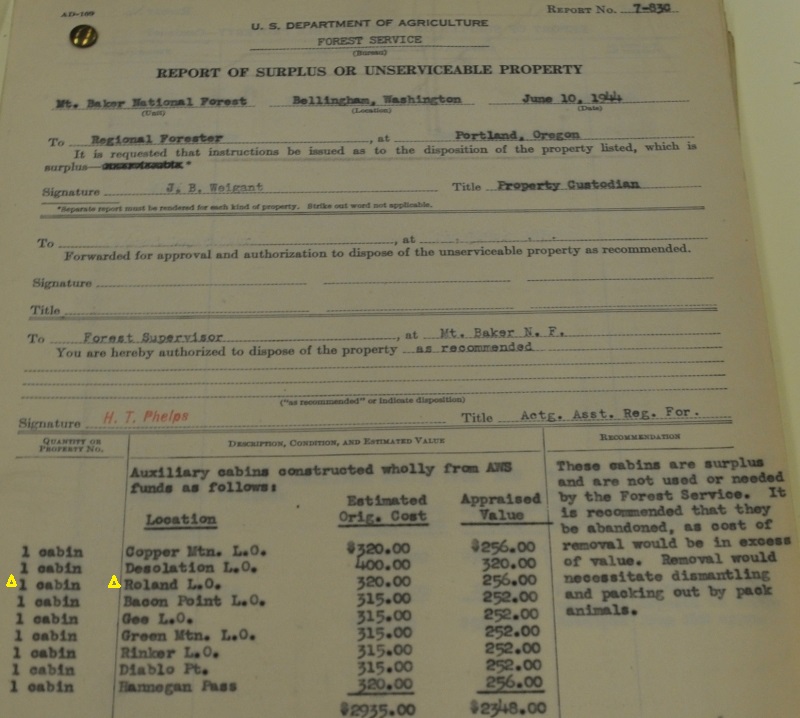 AD-169
REPORT No. 7-830
U. S. DEPARTMENT OF AGRICULTURE
FOREST SERVICE
(Bureau)
REPORT OF SURPLUS OR UNSERVICEABLE PROPERTY
Mt. Baker National Forest Bellingham, Washington June 10, 1944
(Unit) (Location) (Date)
To Regional Forester, at Portland, Oregon
It is requested that instructions be issued as to the disposition of the property listed, which is
surplus— *
Signature J. B. Weigant Title Property Custodian
*Separate report must be rendered for each kind of property. Strike out word not applicable.
To , at
Forwarded for approval and authorization to dispose of the unserviceable property as recommended.
Signature
Title
To Forest Supervisor, at Mt. Baker N. F.
You are hereby authorized to dispose of the property as recommended
("as recommended" or indicate disposition)
Signature H. T. Phelps Title Actg. Asst. Reg. For.
QUANTITY OR PROPERTY NO. DESCRIPTION, CONDITION, AND ESTIMATED VALUE RECOMMENDATION
Auxiliary cabins constructed wholly from AWS
funds as follows:
Estimated Appraised
Location Orig. Cost Value
1 cabin Copper Mtn. L.O. $320.00 $256.00
1 cabin Desolation L.O. 400.00 320.00
1 cabin Roland L.O. 320.00 256.00
1 cabin Bacon Point L.O. 315.00 252.00
1 cabin Gee L.O. 315.00 252.00
1 cabin Green Mtn. L.O. 315.00 252.00
1 cabin Rinker L.O. 315.00 252.00
1 cabin Diablo Pt. 315.00 252.00
1 cabin Hannegan Pass 320.00 256.00
$2935.00 $2348.00
These cabins are surplus
and are not used or needed
by the Forest Service. It
is recommended that they
be abandoned, as cost of
removal would be in excess
of value. Removal would
necessitate dismantling
and packing out by pack
animals.